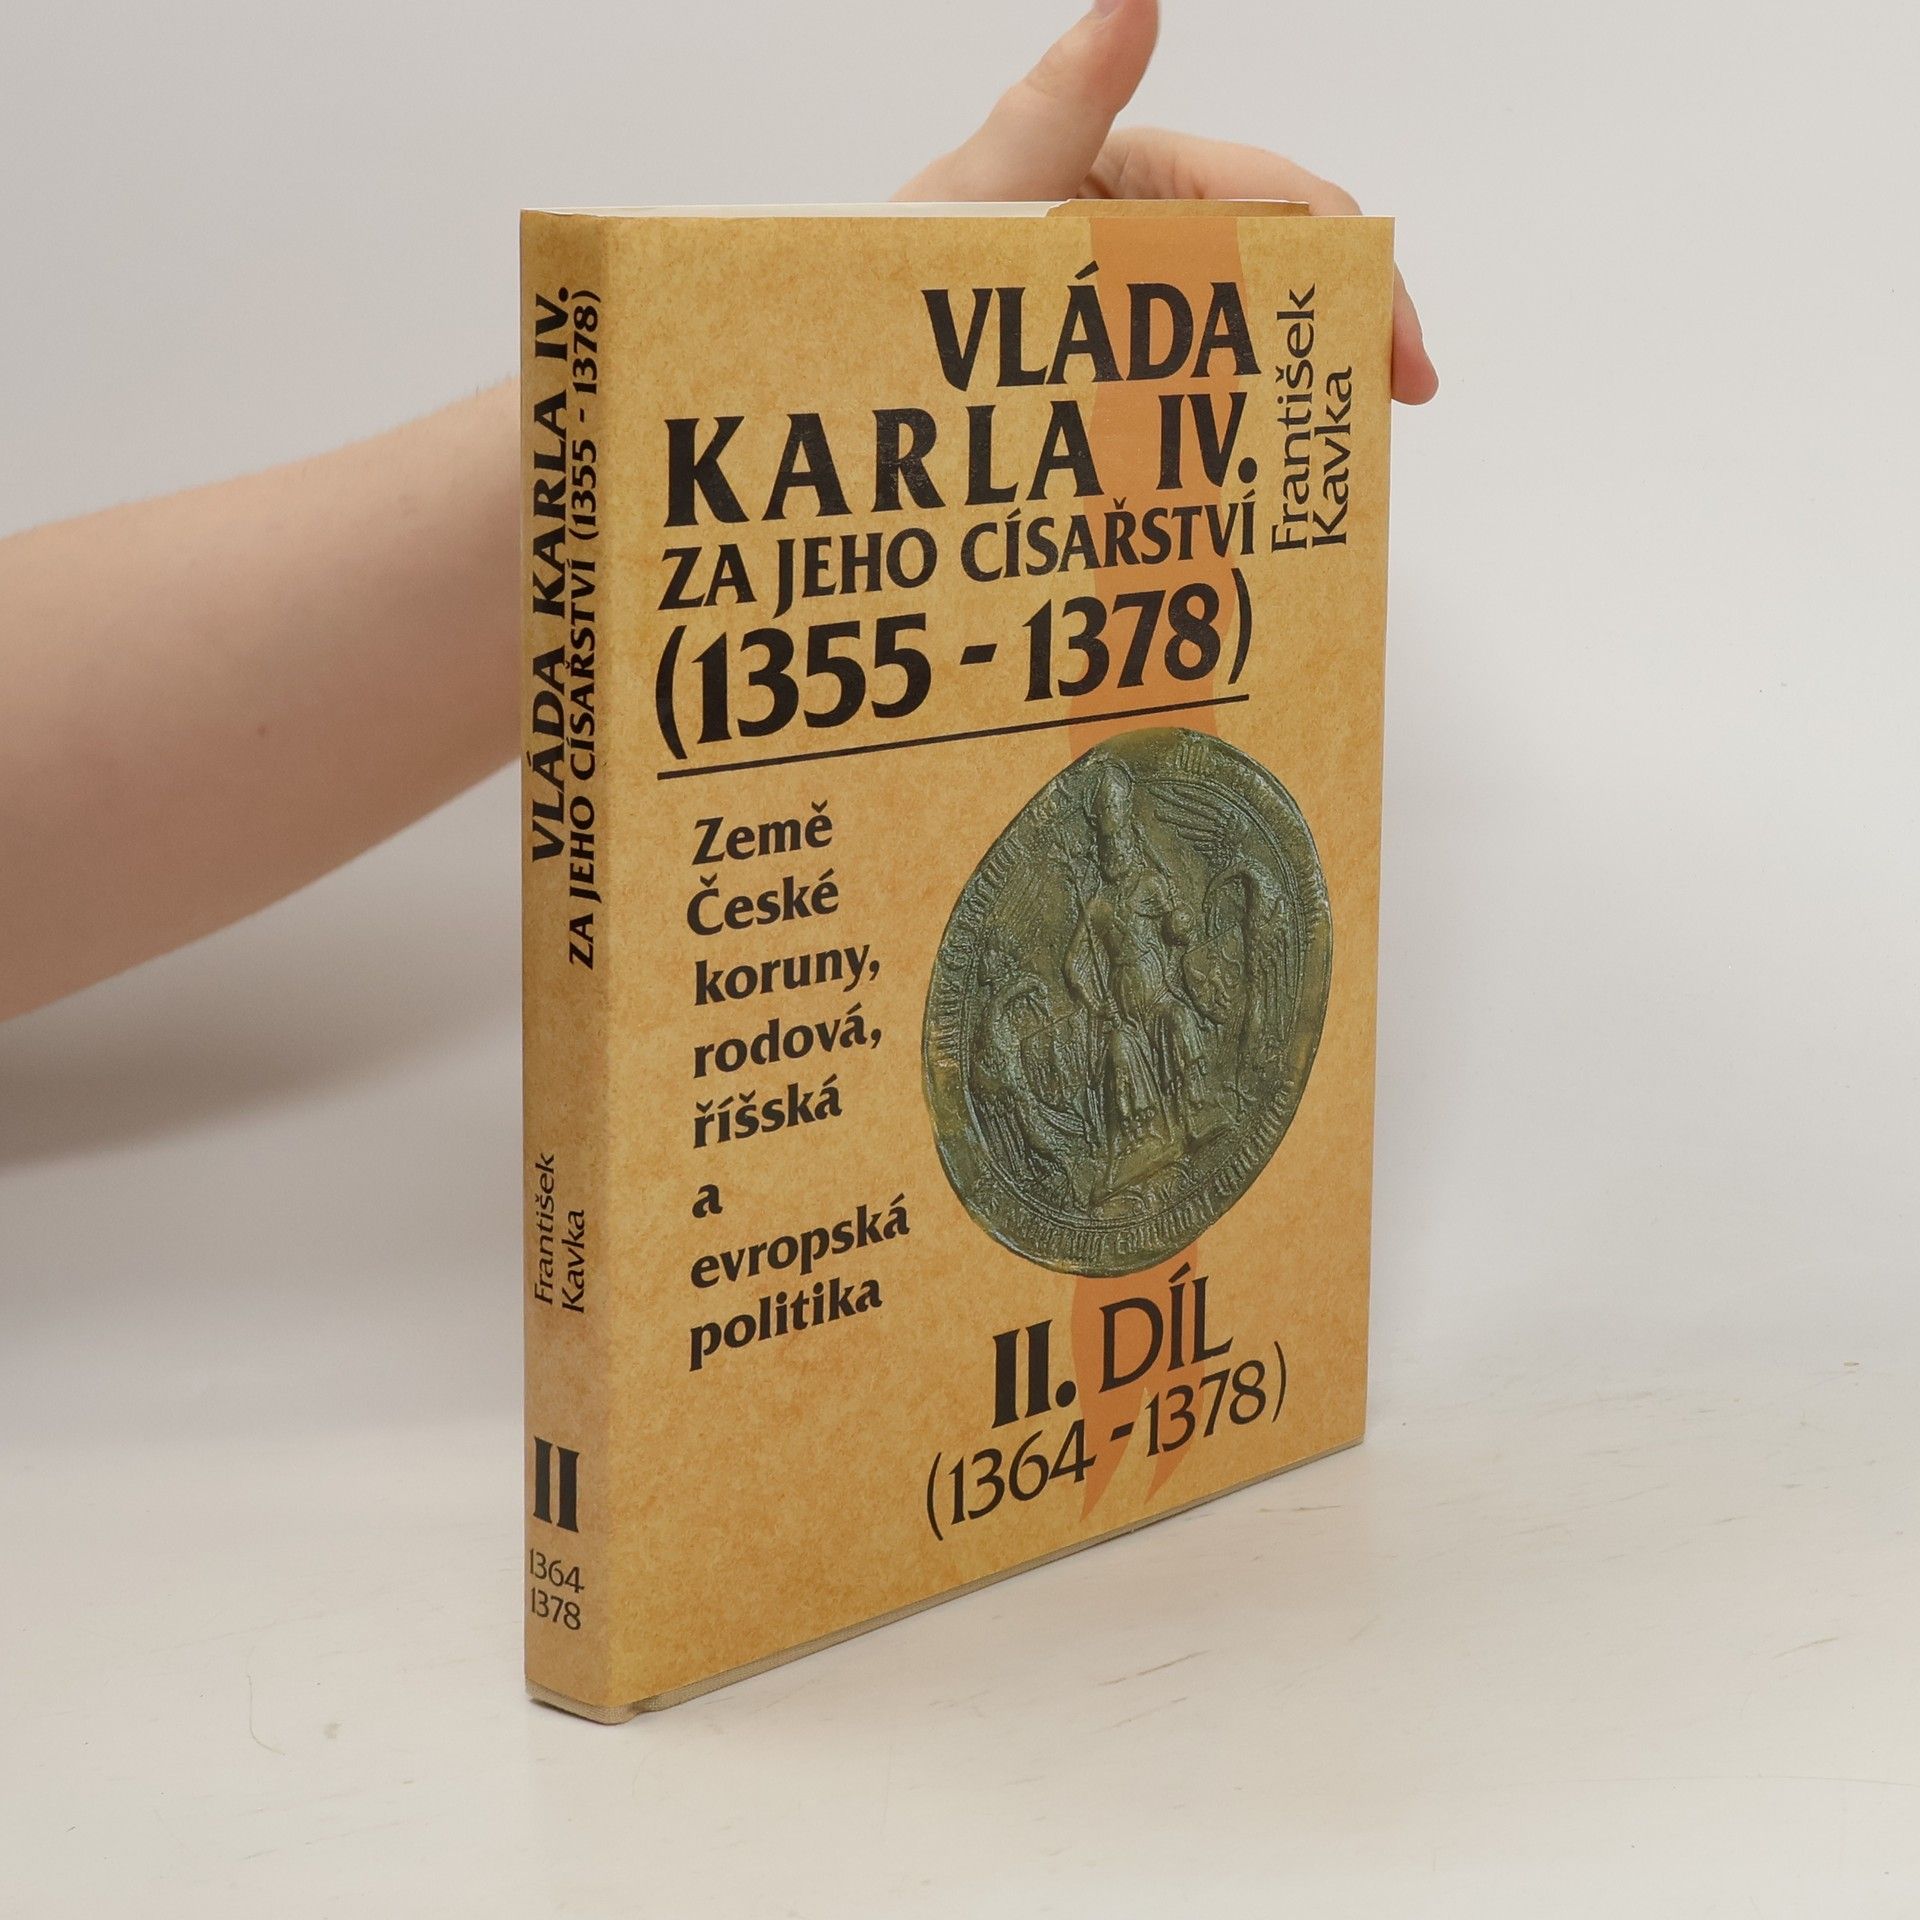 VLÁDA
KARLA IV.
ZA JEHO CÍSAŘSTVÍ
(1355 - 1378)
František
Kavka
Země
České
koruny,
rodová,
říšská
a
evropská
politika
II. DÍL
(1364 - 1378)
VLÁDA KARLA IV.
ZA JEHO CÍSAŘSTVÍ (1355 - 1378)
František
Kavka
II
1364
1378